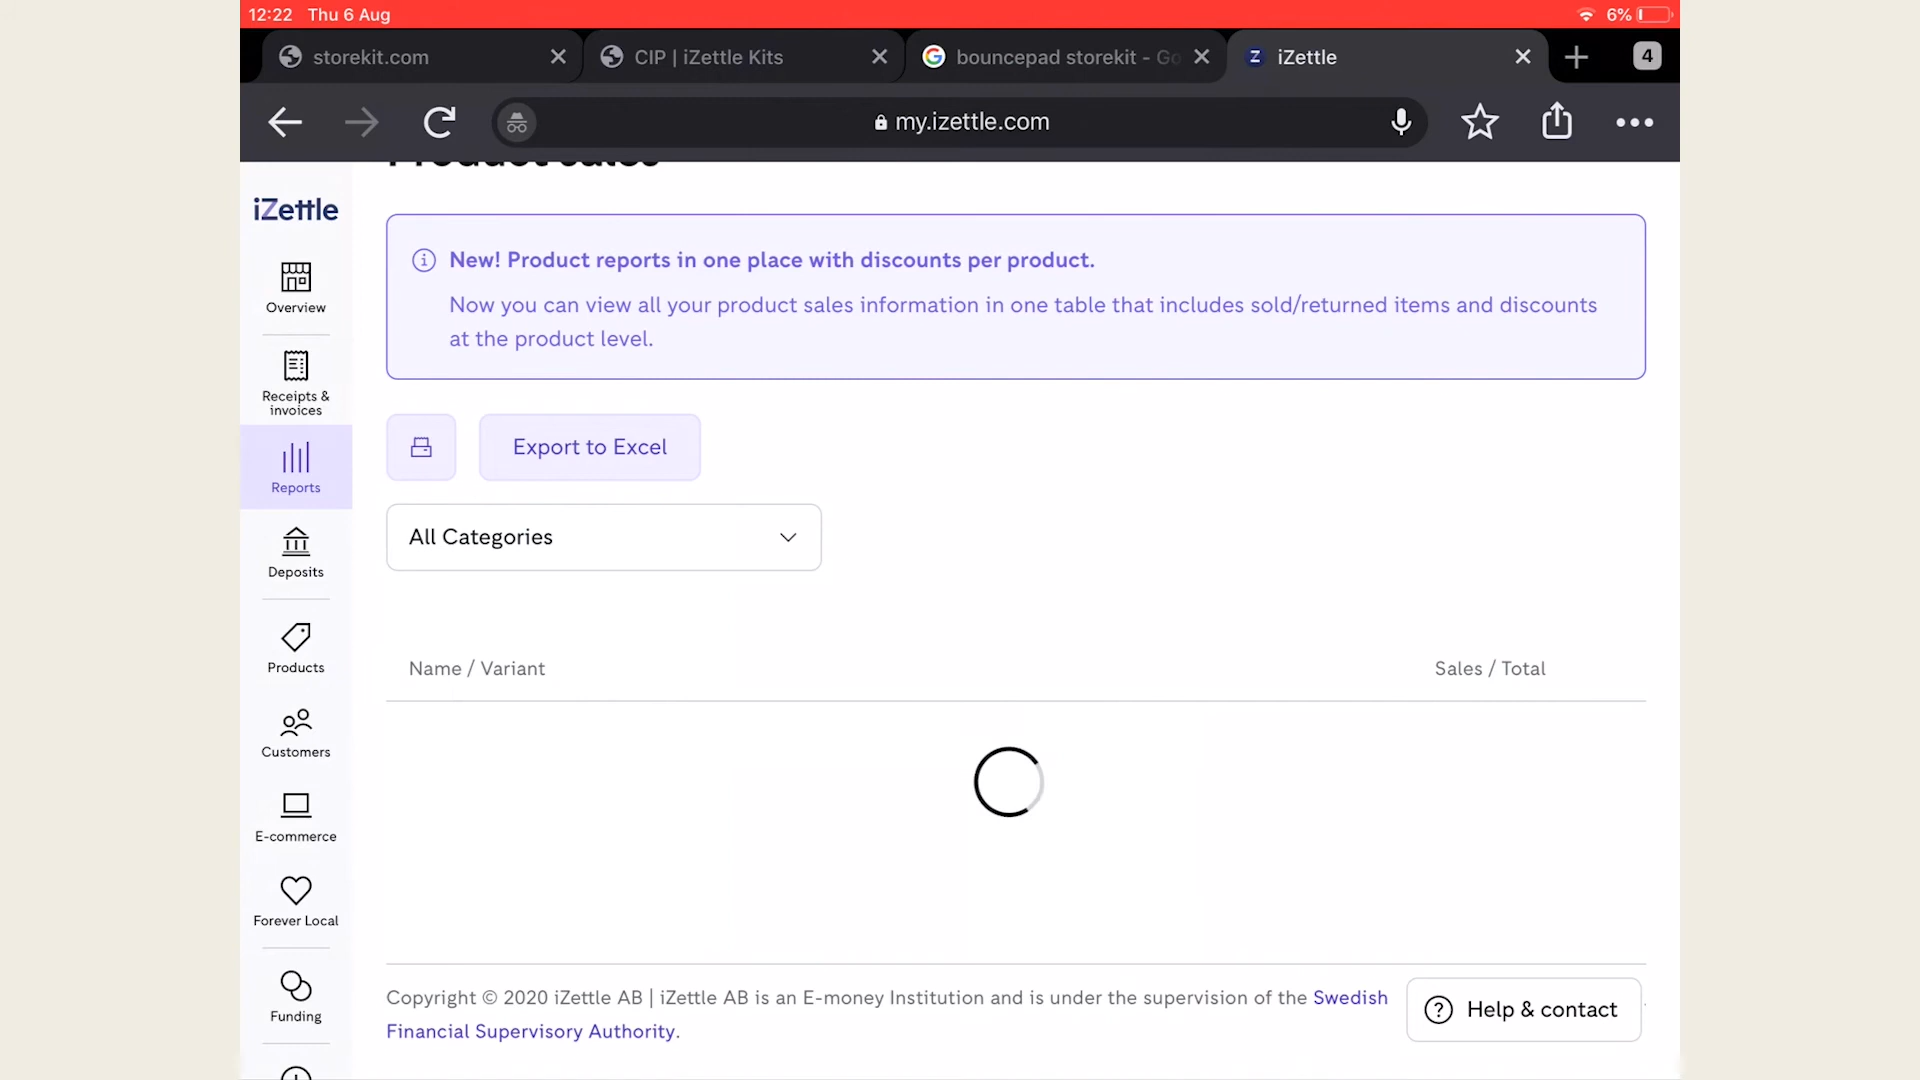 12:22 Thu 6 Aug 6%
storekit.com CIP | iZettle Kits bouncepad storekit - Go iZettle 4
my.izettle.com
Product sales
iZettle
Overview
Receipts &
invoices
Reports
Deposits
Products
Customers
E-commerce
Forever Local
Funding
New! Product reports in one place with discounts per product.
Now you can view all your product sales information in one table that includes sold/returned items and discounts
at the product level.
Export to Excel
All Categories
Name / Variant Sales / Total
Copyright © 2020 iZettle AB | iZettle AB is an E-money Institution and is under the supervision of the Swedish
Financial Supervisory Authority.
Help & contact